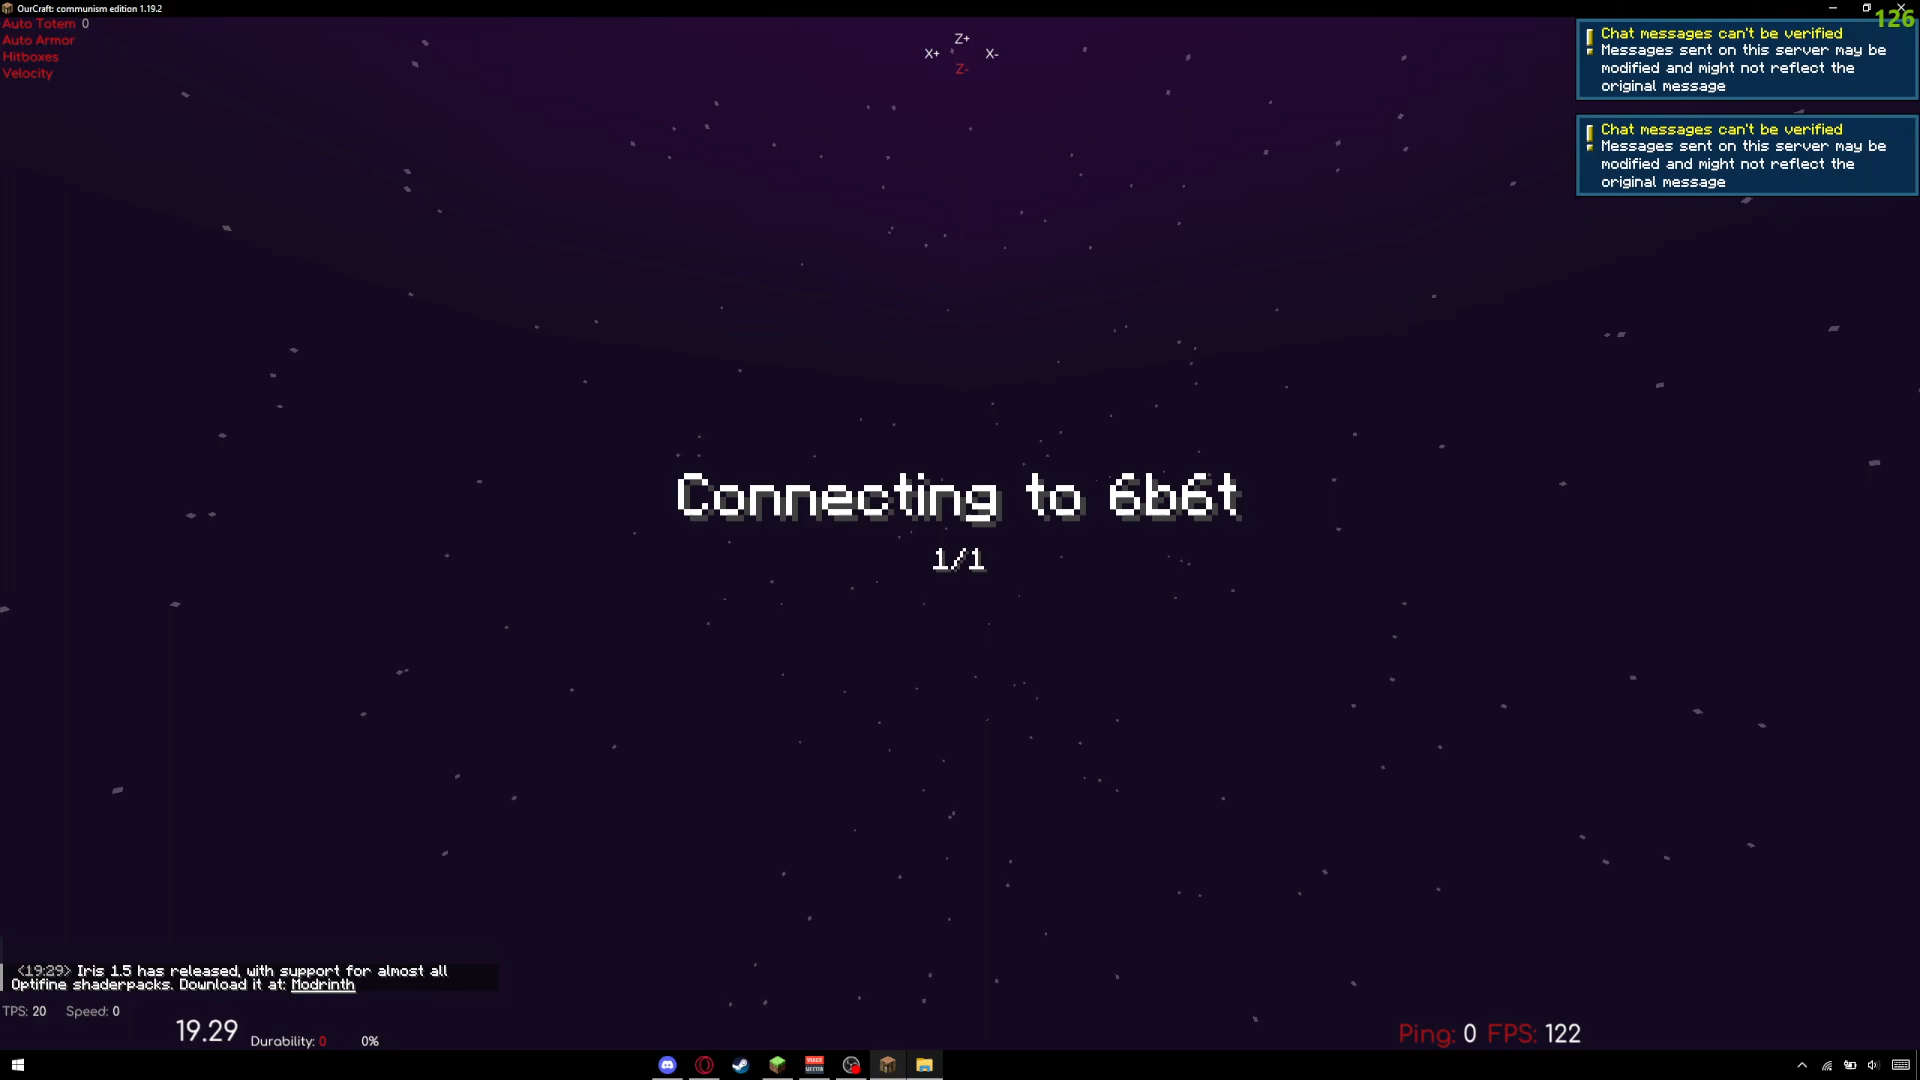 OurCraft: communism edition 1.19.2
126
Auto Totem 0
Auto Armor
Hitboxes
Velocity
Z+
X+ X-
Z-
Chat messages can't be verified
Messages sent on this server may be
modified and might not reflect the
original message
Chat messages can't be verified
Messages sent on this server may be
modified and might not reflect the
original message
Connecting to 6b6t
1/1
<19:29> Iris 1.5 has released, with support for almost all
Optifine shaderpacks. Download it at: Modrinth
TPS: 20 Speed: 0
19.29 Durability: 0 0%
Ping: 0 FPS: 122
VOICE
MEETER